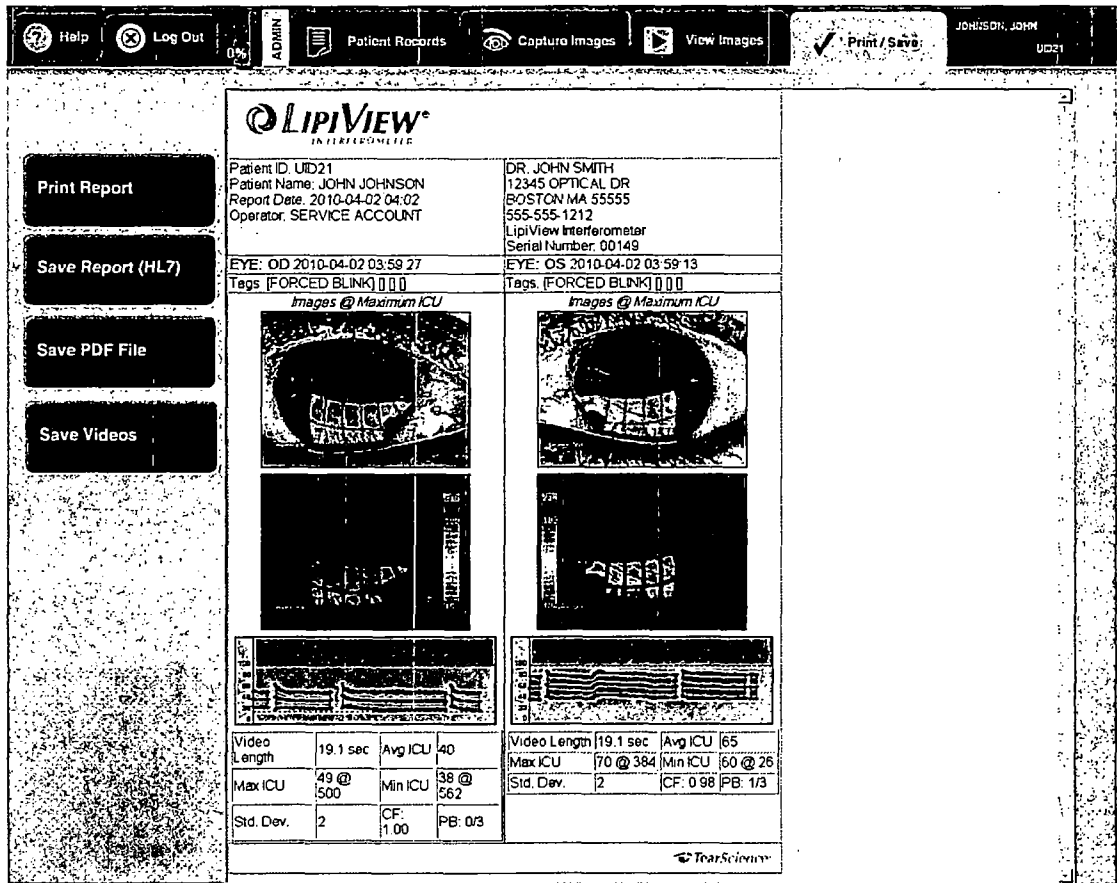 Help
Log Out
0%
ADMIN
Patient Records
Capture Images
View Images
Print / Save
JOHNSON, JOHN
UID21
Print Report
Save Report (HL7)
Save PDF File
Save Videos
LIPIVIEW®
INTERFEROMETER
Patient ID. UID21
Patient Name: JOHN JOHNSON
Report Date. 2010-04-02 04:02
Operator. SERVICE ACCOUNT
DR. JOHN SMITH
12345 OPTICAL DR
BOSTON MA 55555
555-555-1212
LipiView Interferometer
Serial Number. 00149
EYE: OD 2010-04-02 03:59 27
Tags [FORCED BLINK] [] [] []
Images @ Maximum ICU
EYE: OS 2010-04-02 03:59:13
Tags. [FORCED BLINK] [] [] []
Images @ Maximum ICU
Video Length 19.1 sec Avg ICU 40
Max ICU 49 @ 500 Min ICU 38 @ 562
Std. Dev. 2 CF: 1.00 PB: 0/3
Video Length 19.1 sec Avg ICU 65
Max ICU 70 @ 384 Min ICU 60 @ 26
Std. Dev. 2 CF: 0 98 PB: 1/3
TearScience